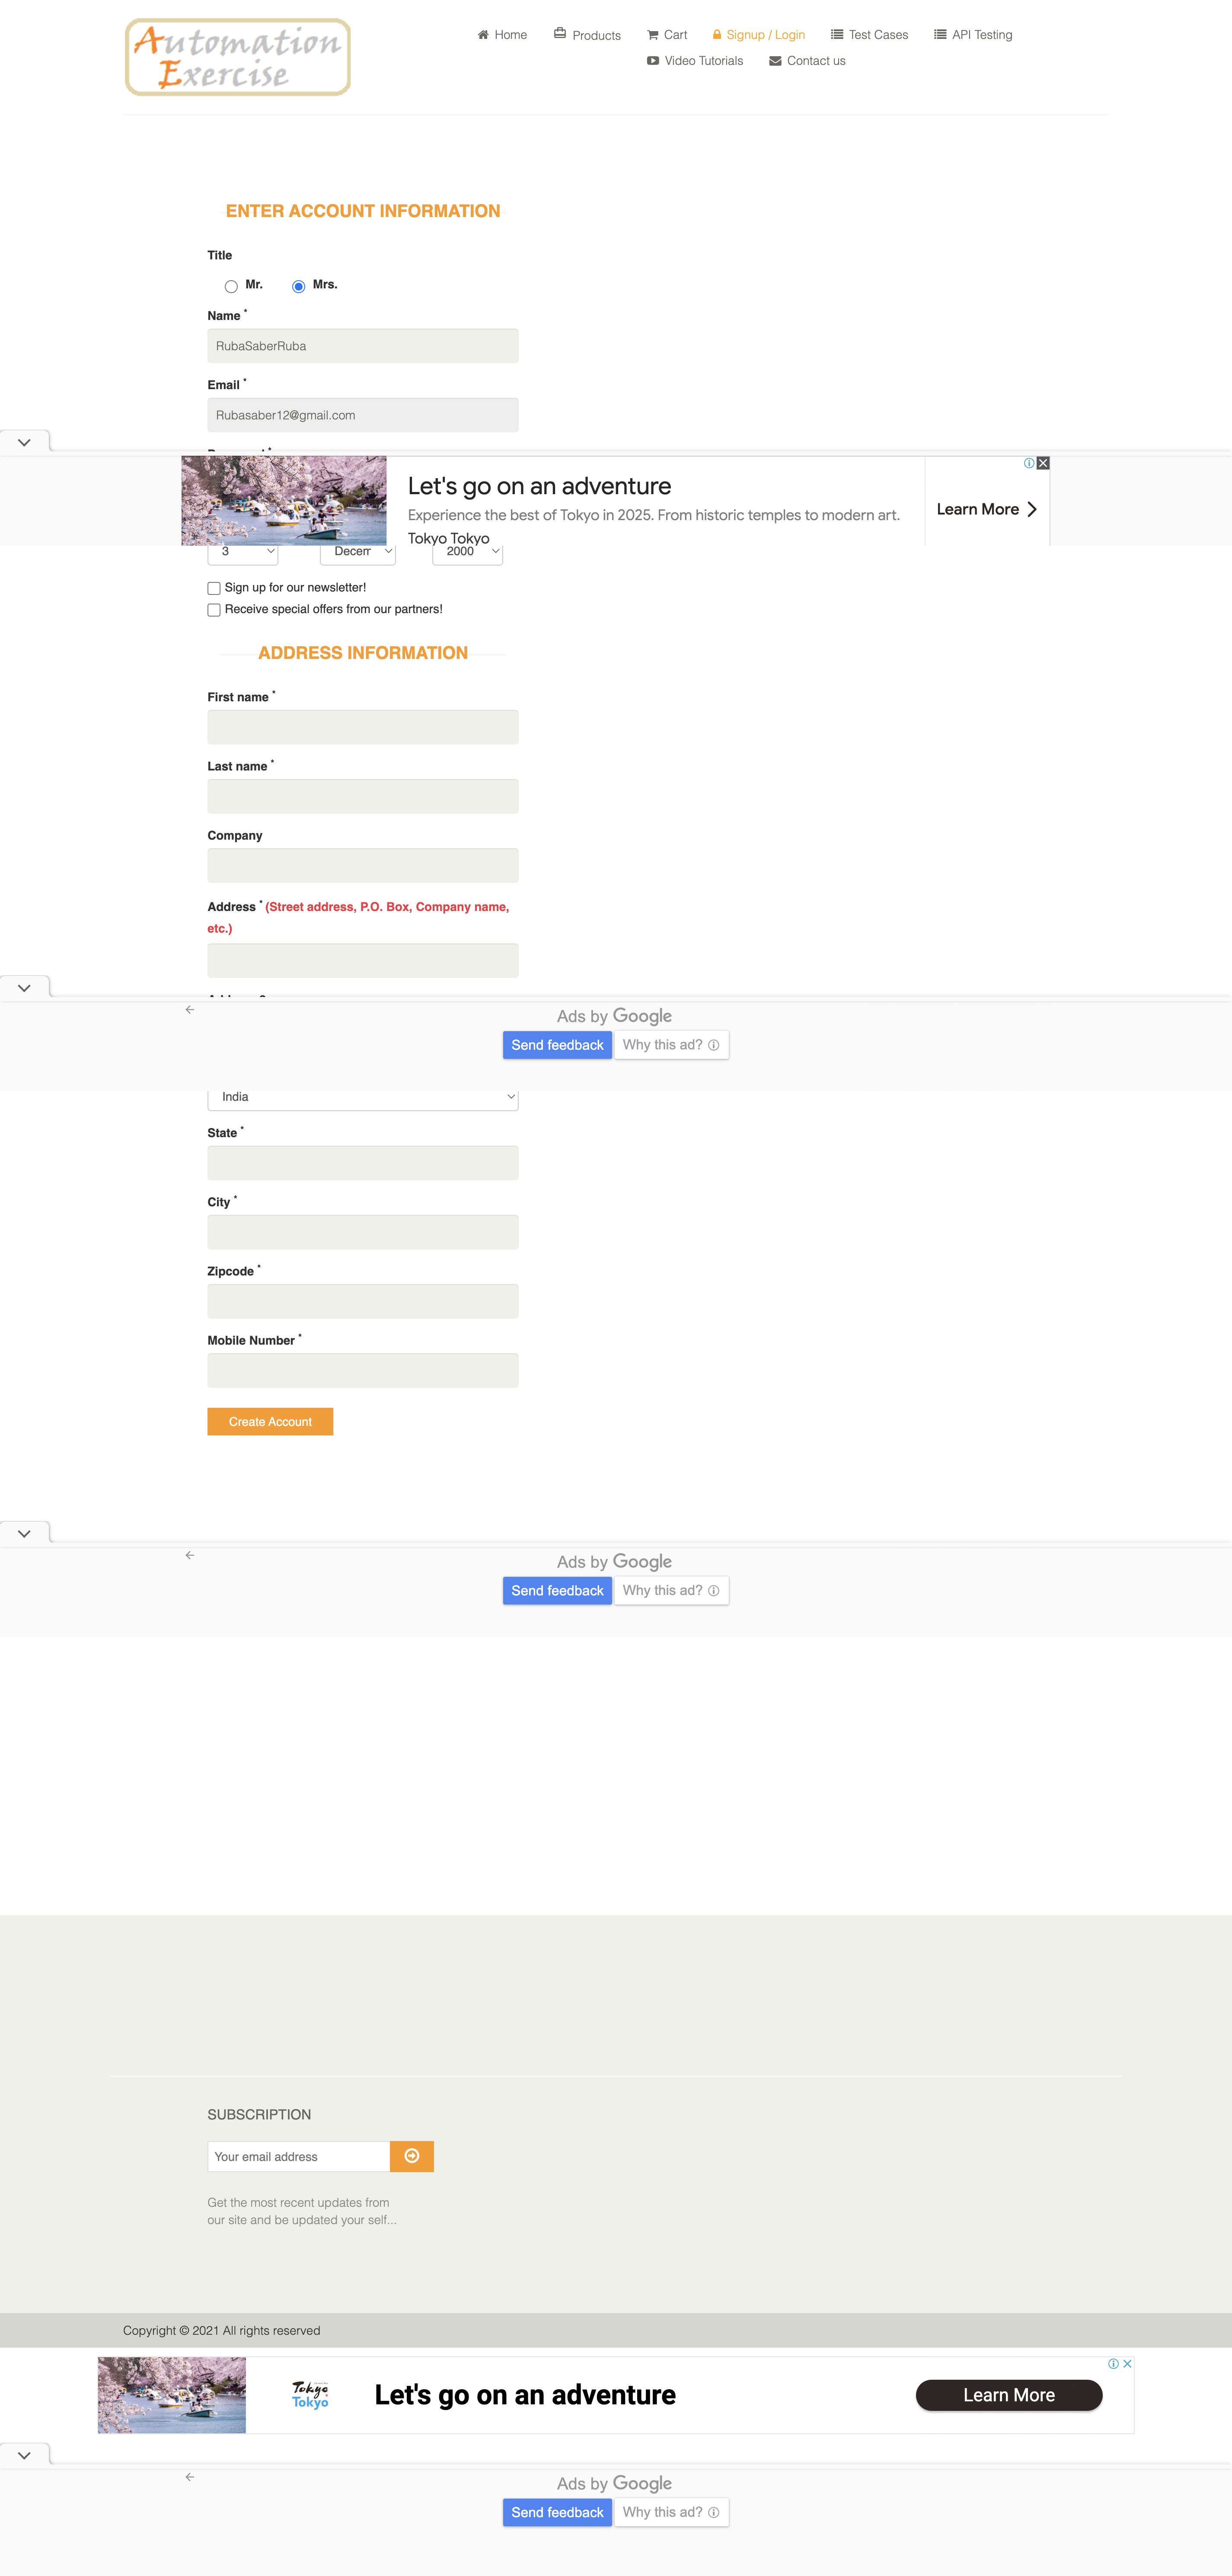 Automation
Exercise
Home
Products
Cart
Signup / Login
Test Cases
API Testing
Video Tutorials
Contact us
ENTER ACCOUNT INFORMATION
Title
Mr.
Mrs.
Name *
RubaSaberRuba
Email *
Rubasaber12@gmail.com
Let's go on an adventure
Experience the best of Tokyo in 2025. From historic temples to modern art.
Tokyo Tokyo
Learn More
3
Decem
2000
Sign up for our newsletter!
Receive special offers from our partners!
ADDRESS INFORMATION
First name *
Last name *
Company
Address * (Street address, P.O. Box, Company name,
etc.)
Ads by Google
Send feedback
Why this ad?
India
State *
City *
Zipcode *
Mobile Number *
Create Account
Ads by Google
Send feedback
Why this ad?
SUBSCRIPTION
Your email address
Get the most recent updates from
our site and be updated your self...
Copyright © 2021 All rights reserved
Tokyo
Tokyo
Let's go on an adventure
Learn More
Ads by Google
Send feedback
Why this ad?